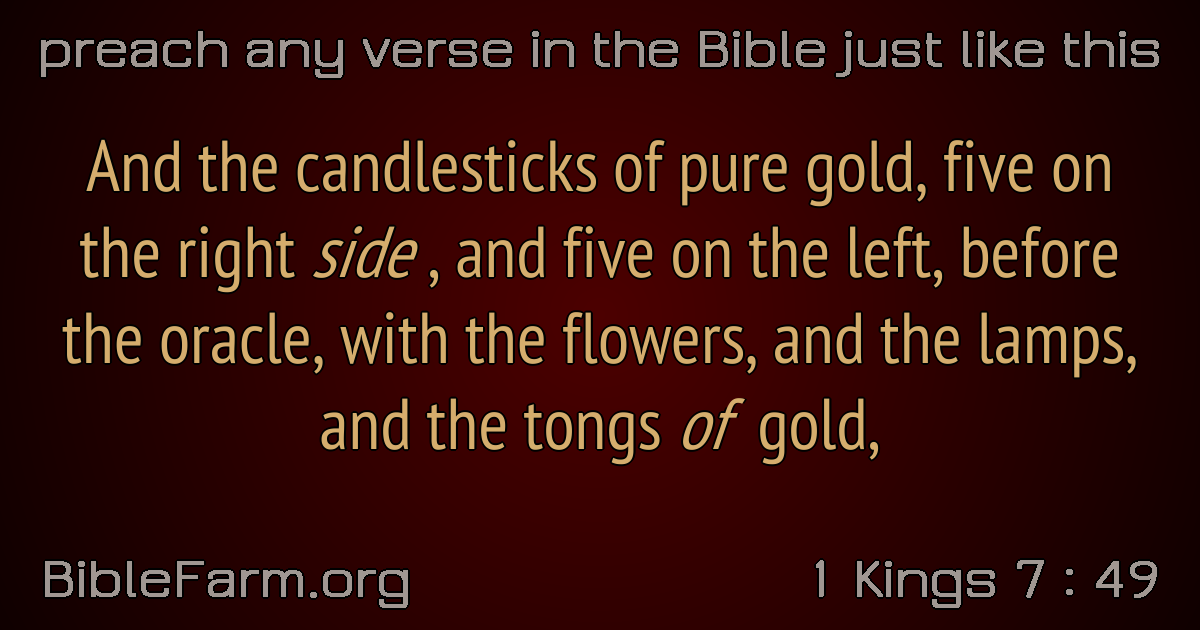 preach any verse in the Bible just like this
And the candlesticks of pure gold, five on
the right side , and five on the left, before
the oracle, with the flowers, and the lamps,
and the tongs of gold,
BibleFarm.org
1 Kings 7 : 49